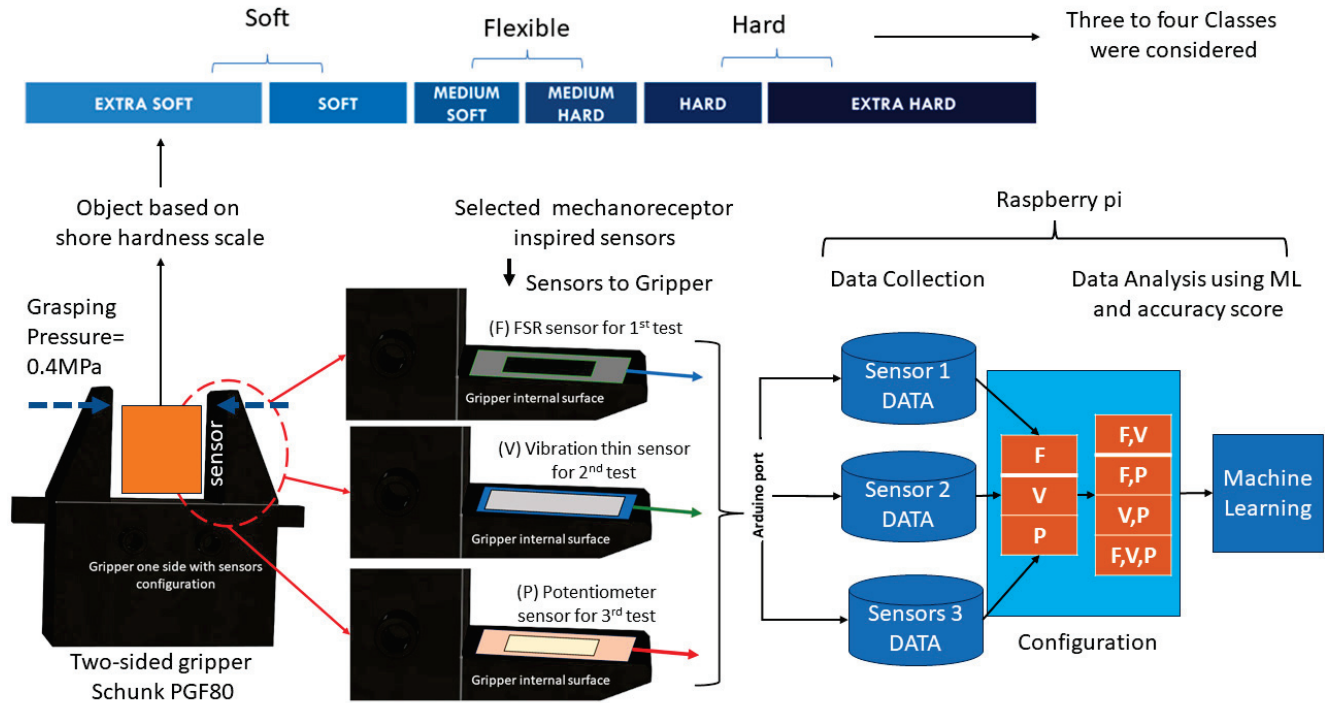 Soft
Flexible
Hard
Three to four Classes
were considered
EXTRA SOFT
SOFT
MEDIUM
SOFT
MEDIUM
HARD
HARD
EXTRA HARD
Object based on
shore hardness scale
Grasping
Pressure=
0.4MPa
sensor
Gripper one side with sensors
configuration
Two-sided gripper
Schunk PGF80
Selected mechanoreceptor
inspired sensors
Sensors to Gripper
(F) FSR sensor for 1st test
Gripper internal surface
(V) Vibration thin sensor
for 2nd test
Gripper internal surface
(P) Potentiometer
sensor for 3rd test
Gripper internal surface
Arduino port
Raspberry pi
Data Collection
Data Analysis using ML
and accuracy score
Sensor 1
DATA
Sensor 2
DATA
Sensors 3
DATA
F
V
P
F,V
F,P
V,P
F,V,P
Configuration
Machine
Learning